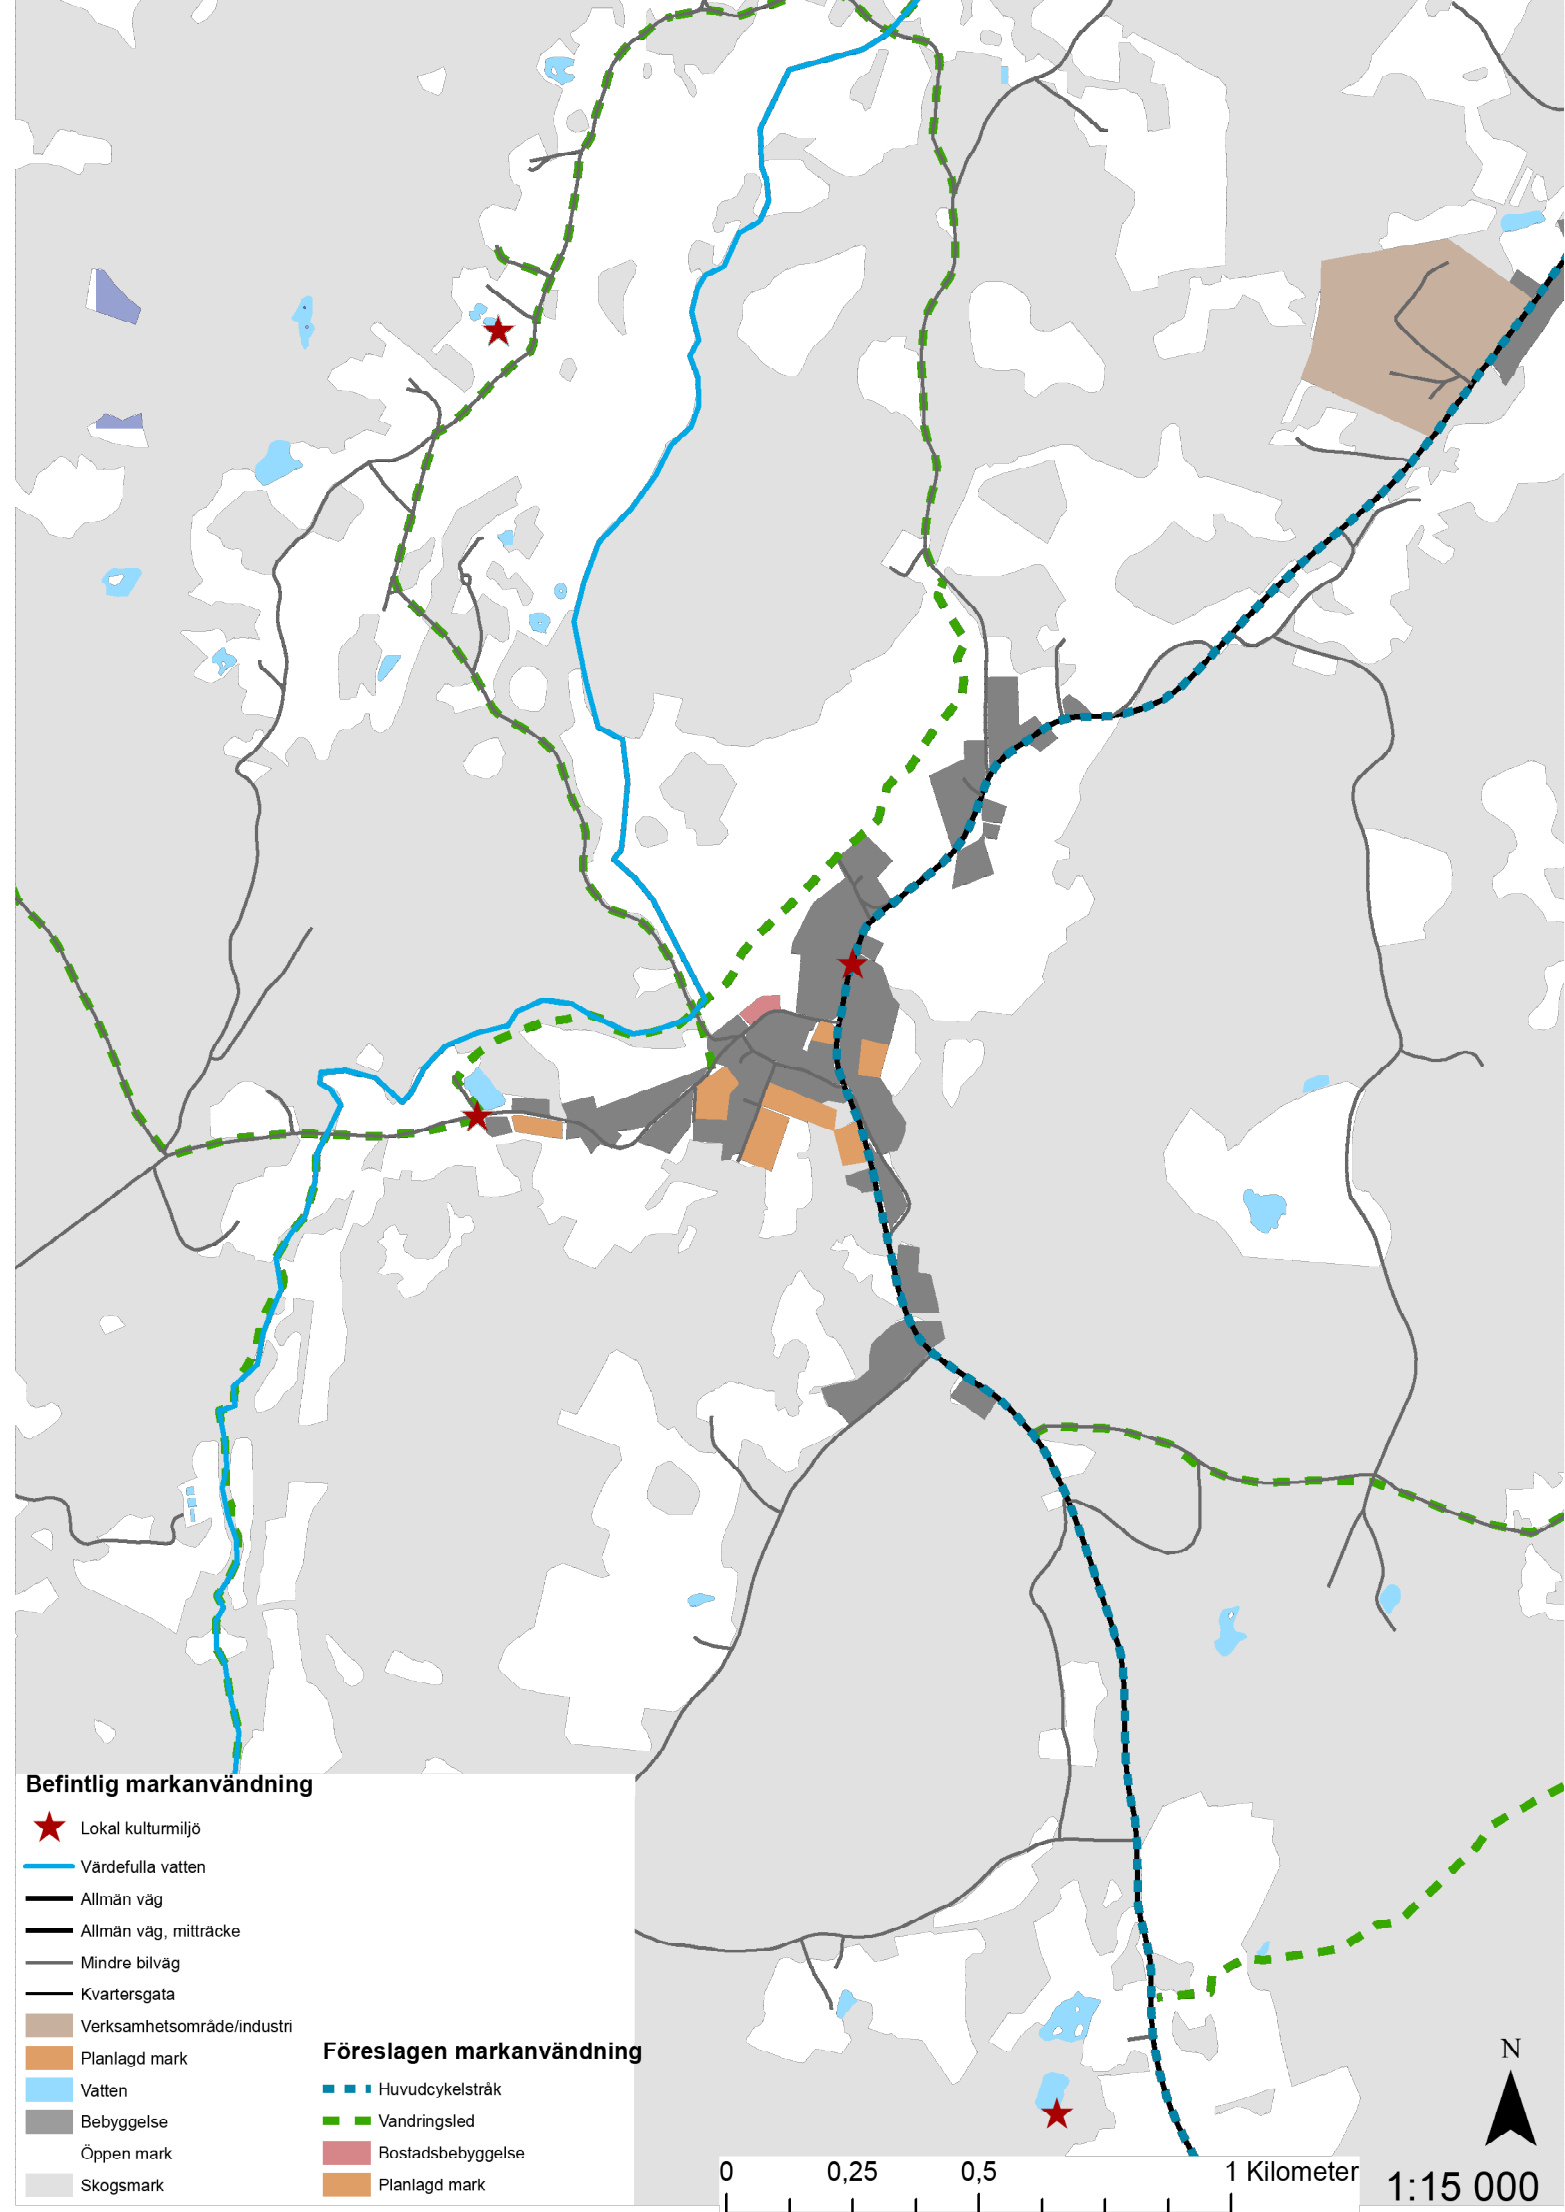 Befintlig markanvändning
Lokal kulturmiljö
Värdefulla vatten
Allmän väg
Allmän väg, mitträcke
Mindre bilväg
Kvartersgata
Verksamhetsområde/industri
Planlagd mark
Vatten
Bebyggelse
Öppen mark
Skogsmark
Föreslagen markanvändning
Huvudcykelstråk
Vandringsled
Bostadsbebyggelse
Planlagd mark
0 0,25 0,5 1 Kilometer
N
1:15 000